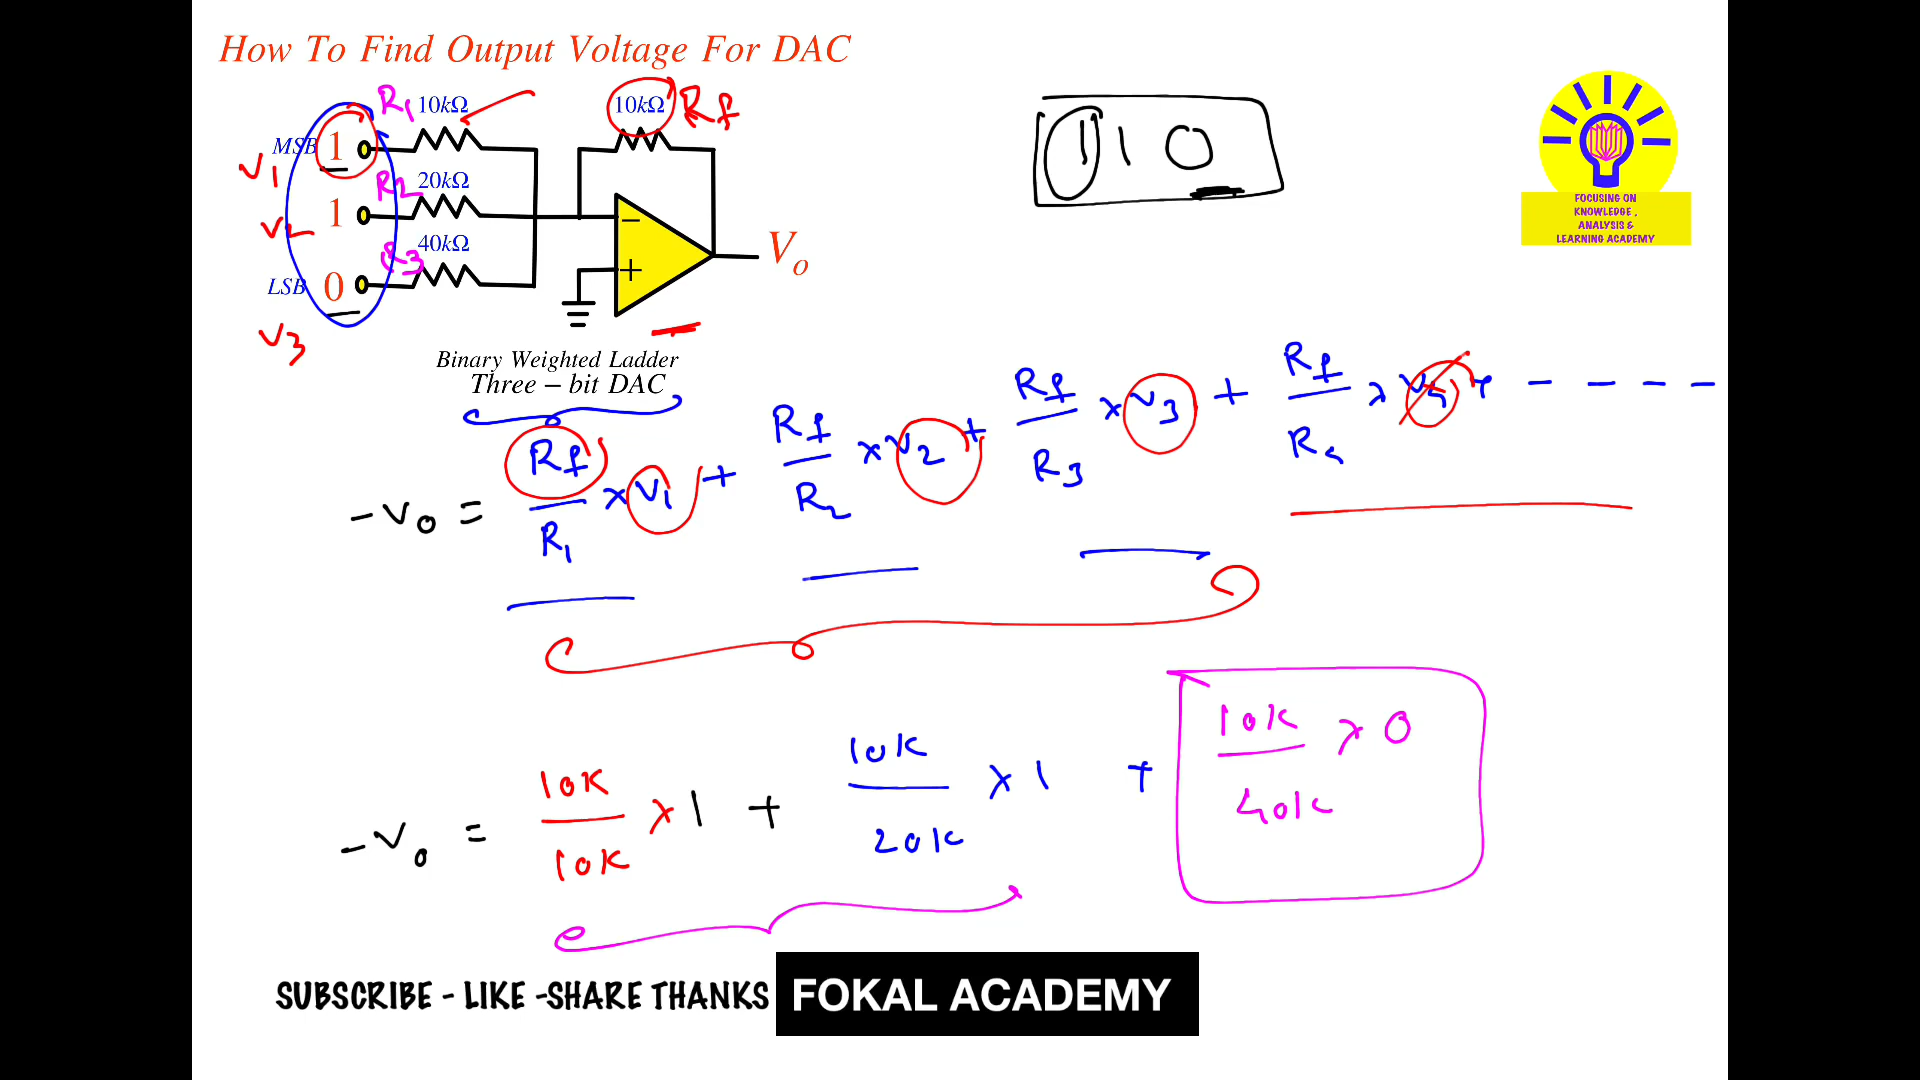 How To Find Output Voltage For DAC
R1 10kΩ 10kΩ Rf
MSB 1
V1
R2 20kΩ
1
V2
R3 40kΩ
LSB 0
V3
− +
Vo
1 1 0
FOCUSING ON
KNOWLEDGE ,
ANALYSIS &
LEARNING ACADEMY
Binary Weighted Ladder
Three − bit DAC
-Vo = Rf/R1 × V1 + Rf/R2 × V2 + Rf/R3 × V3 + Rf/R4 × V4 + - - - -
-Vo = 10K/10K × 1 + 10K/20K × 1 + 10K/40K × 0
SUBSCRIBE - LIKE -SHARE THANKS FOKAL ACADEMY